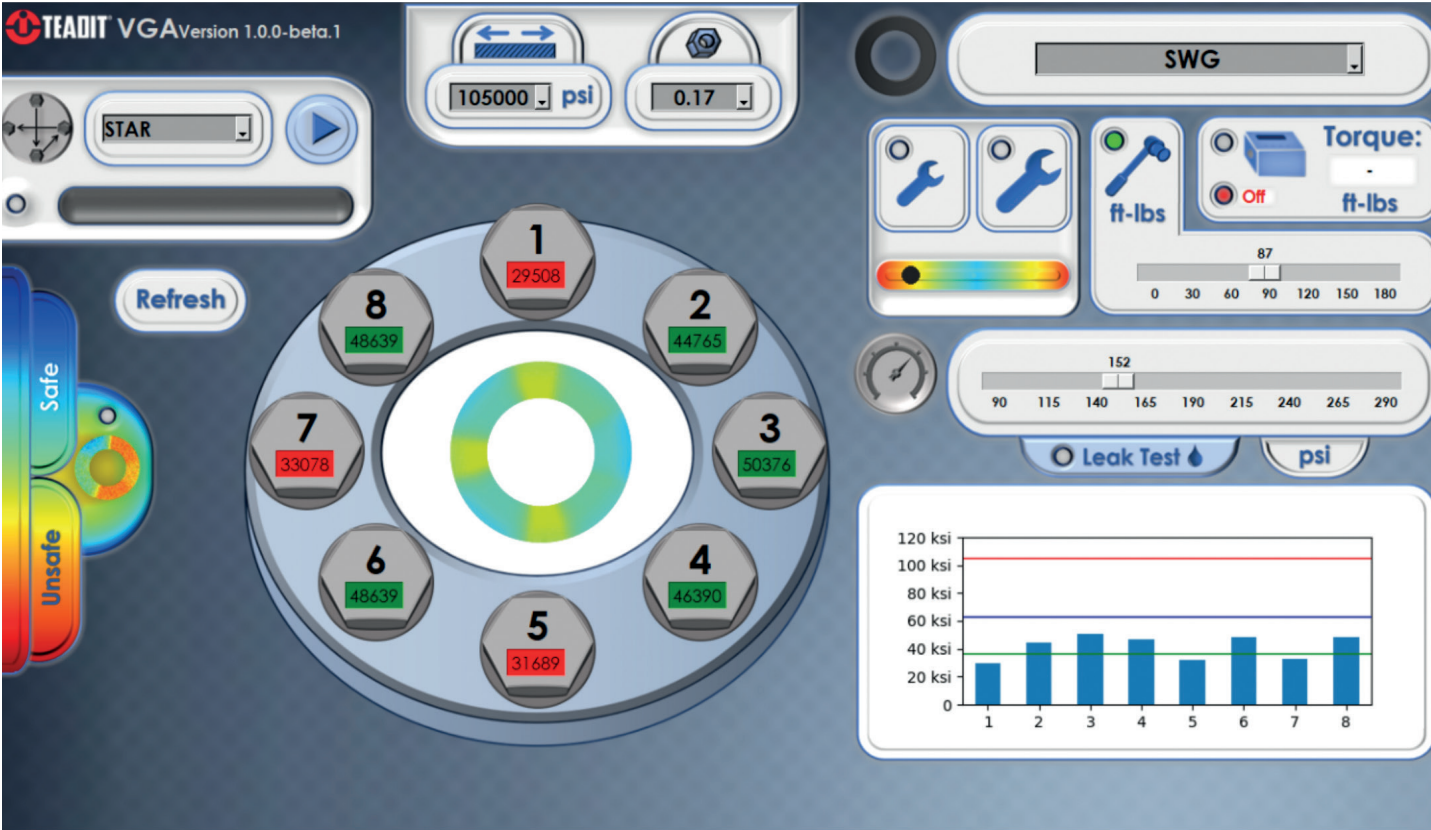 TEADIT® VGA Version 1.0.0-beta.1
105000 psi
0.17
SWG
STAR
Torque:
-
Off
ft-lbs
ft-lbs
87
0 30 60 90 120 150 180
Refresh
Safe
Unsafe
1
29508
2
44765
3
50376
4
46390
5
31689
6
48639
7
33078
8
48639
152
90 115 140 165 190 215 240 265 290
Leak Test
psi
120 ksi
100 ksi
80 ksi
60 ksi
40 ksi
20 ksi
0
1 2 3 4 5 6 7 8